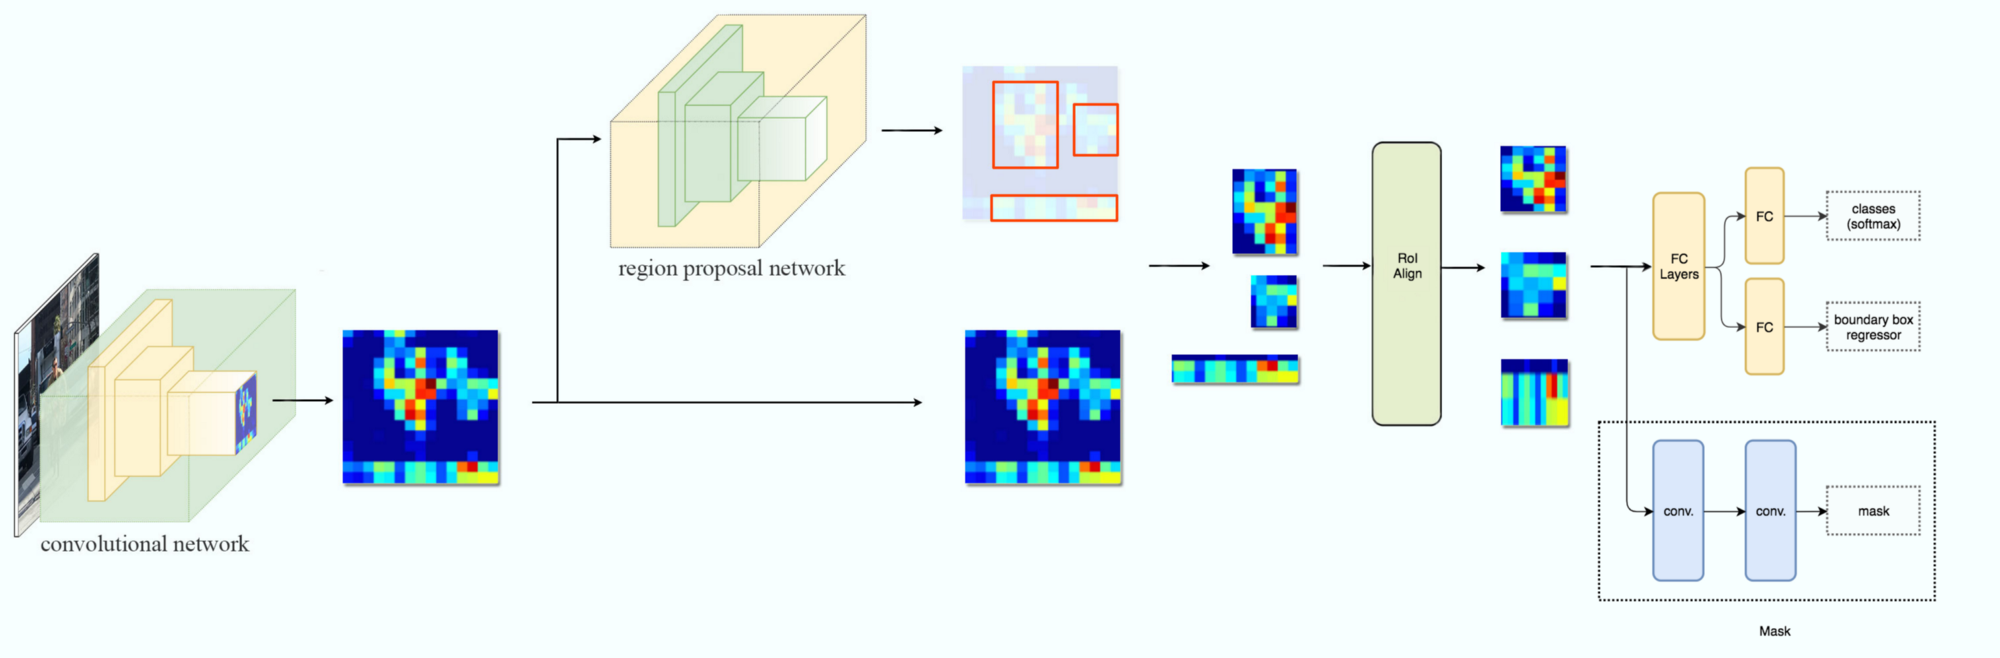 region proposal network
convolutional network
RoI
Align
FC
Layers
FC
classes
(softmax)
FC
boundary box
regressor
conv.
conv.
mask
Mask